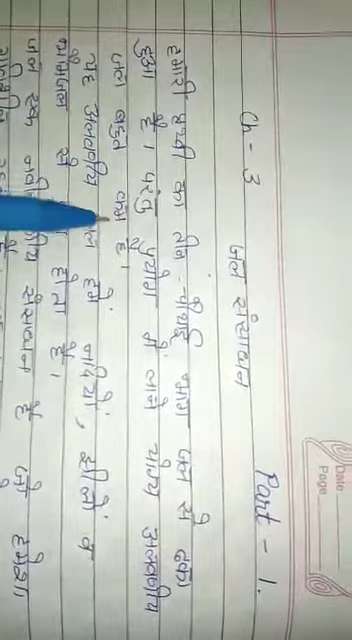 Date
Page
Ch - 3
Part - 1.
जल संसाधन
हमारी पृथ्वी का तीन-चौथाई भाग जल से ढका
हुआ है। परंतु प्रयोग में लाने योग्य अलवणीय
जल बहुत कम है।
यह अलवणीय जल हमें नदियों, झीलों व
भौमजल से होता है।
जल एक संसाधन है जो हमेशा